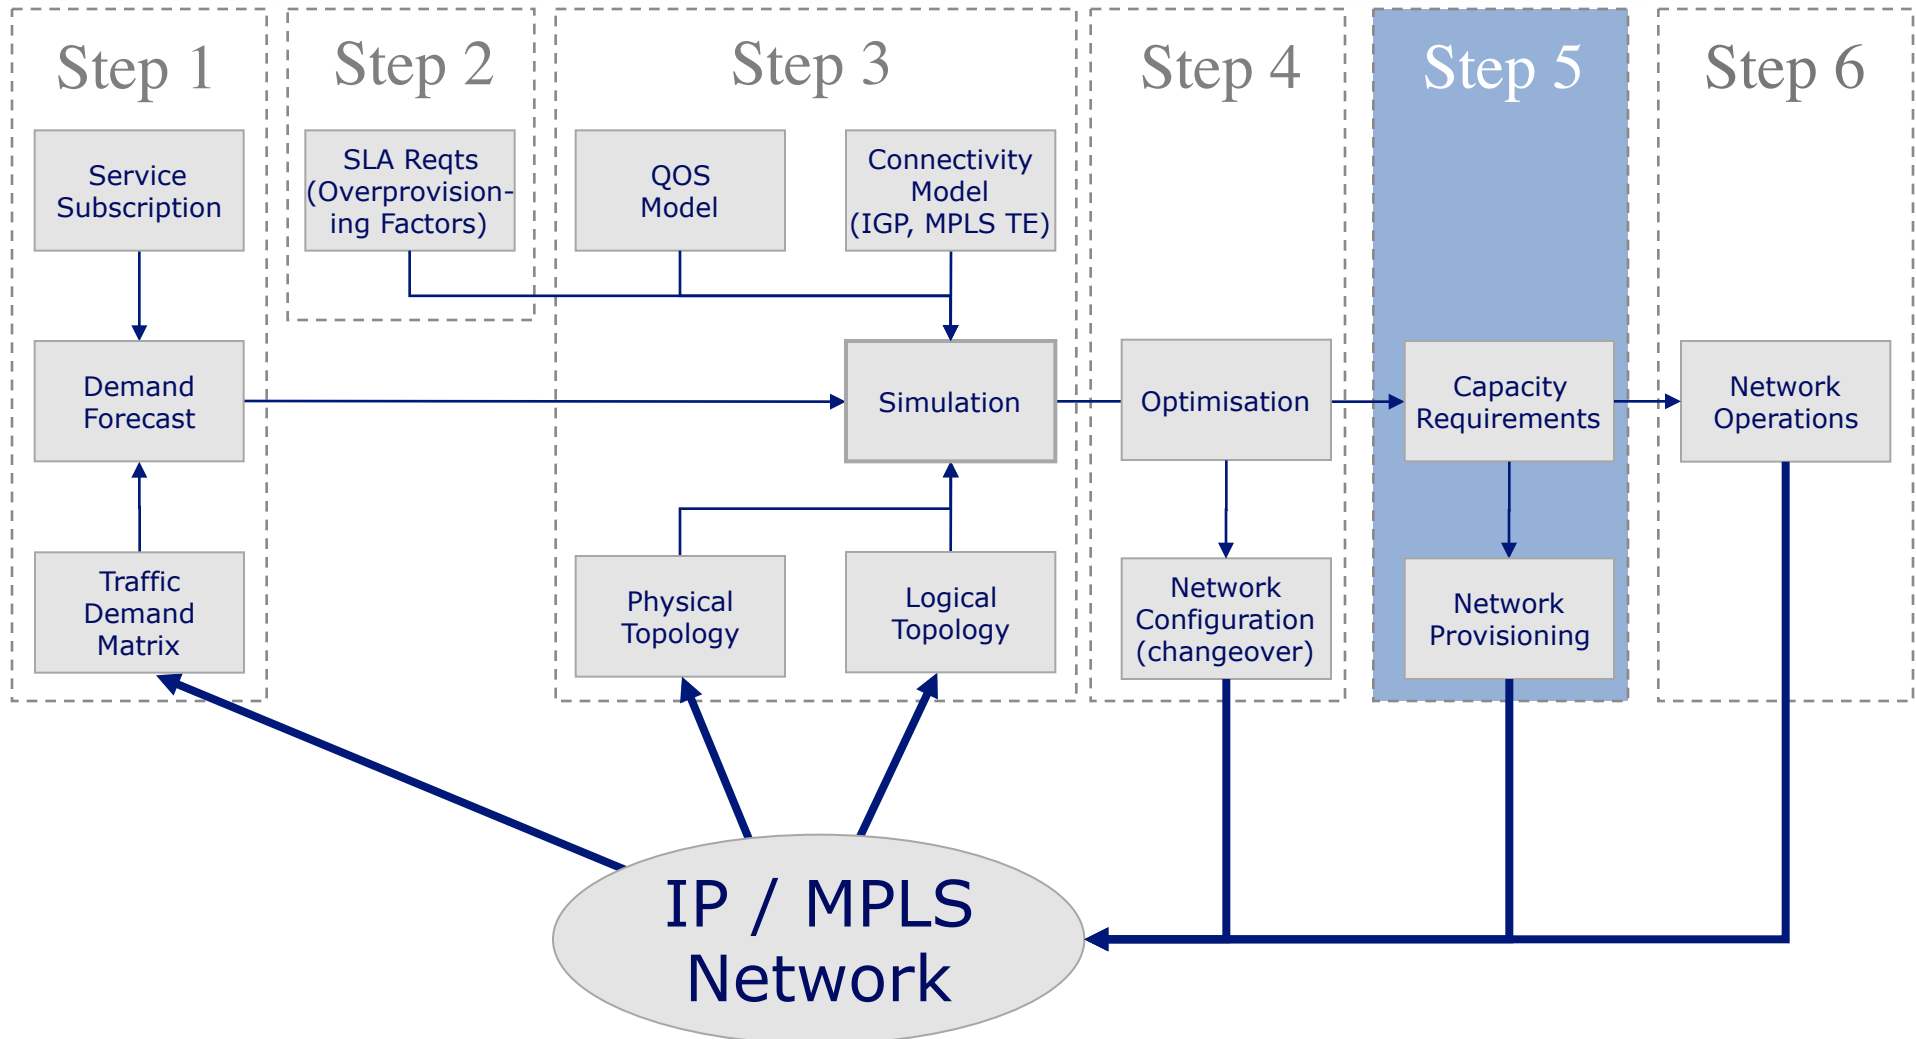 Step 1
Step 2
Step 3
Step 4
Step 5
Step 6
Service
Subscription
SLA Reqts
(Overprovision-
ing Factors)
QOS
Model
Connectivity
Model
(IGP, MPLS TE)
Demand
Forecast
Simulation
Optimisation
Capacity
Requirements
Network
Operations
Traffic
Demand
Matrix
Physical
Topology
Logical
Topology
Network
Configuration
(changeover)
Network
Provisioning
IP / MPLS
Network